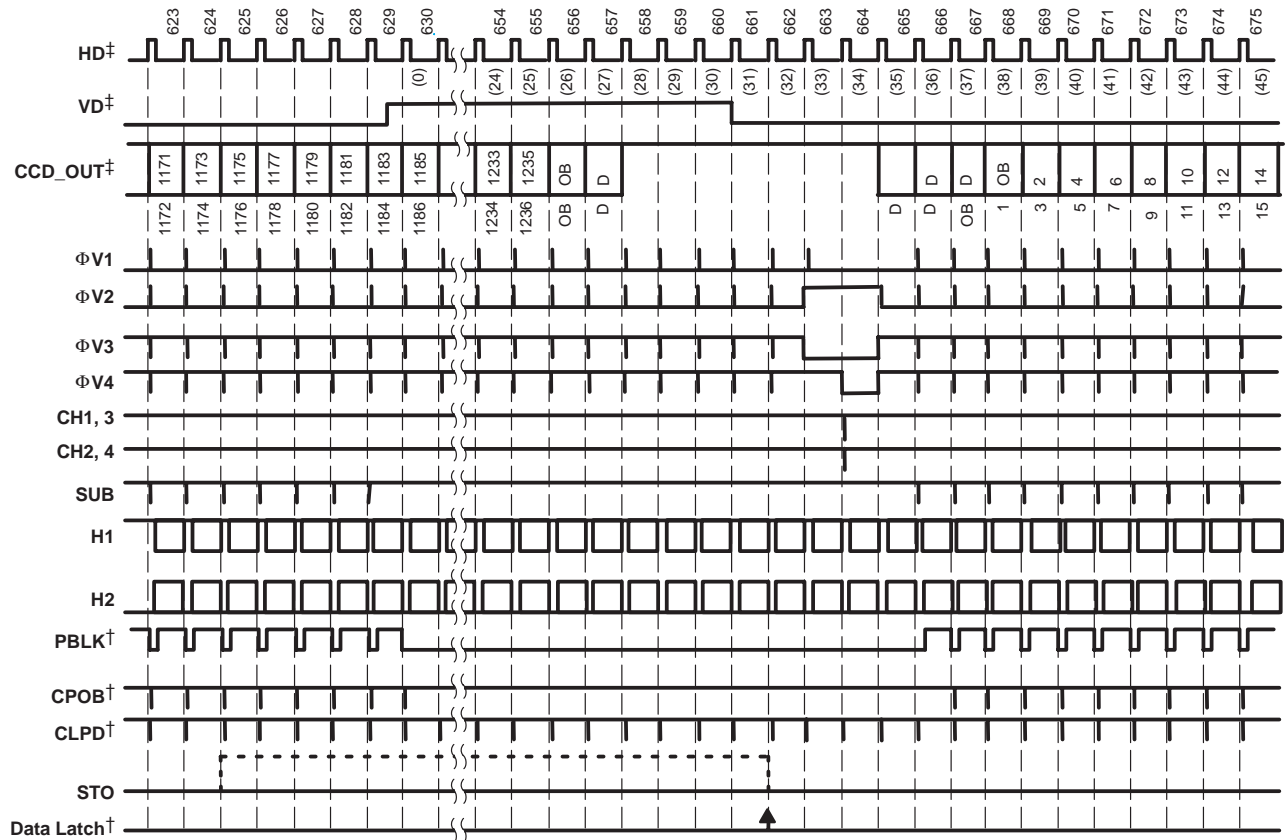 623 624 625 626 627 628 629 630 654 655 656 657 658 659 660 661 662 663 664 665 666 667 668 669 670 671 672 673 674 675
HD‡
(0) (24) (25) (26) (27) (28) (29) (30) (31) (32) (33) (34) (35) (36) (37) (38) (39) (40) (41) (42) (43) (44) (45)
VD‡
CCD_OUT‡
1171 1173 1175 1177 1179 1181 1183 1185 1233 1235 OB D D D OB 2 4 6 8 10 12 14
1172 1174 1176 1178 1180 1182 1184 1186 1234 1236 OB D D D OB 1 3 5 7 9 11 13 15
ΦV1
ΦV2
ΦV3
ΦV4
CH1, 3
CH2, 4
SUB
H1
H2
PBLK†
CPOB†
CLPD†
STO
Data Latch†